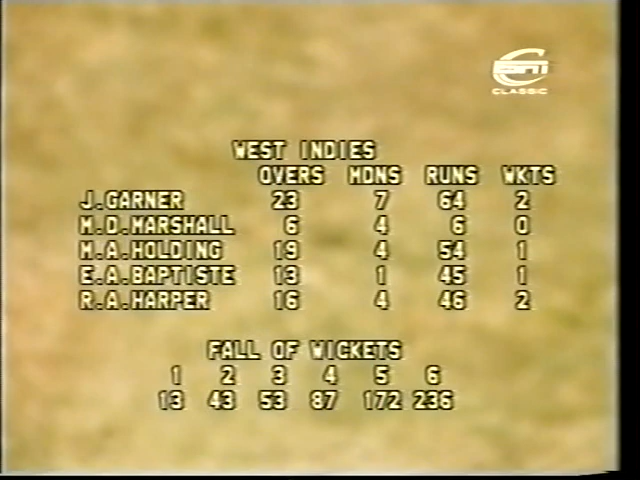 ESPN
CLASSIC
WEST INDIES
OVERS MDNS RUNS WKTS
J.GARNER 23 7 64 2
M.D.MARSHALL 6 4 6 0
M.A.HOLDING 19 4 54 1
E.A.BAPTISTE 13 1 45 1
R.A.HARPER 16 4 46 2
FALL OF WICKETS
1 2 3 4 5 6
13 43 53 87 172 236